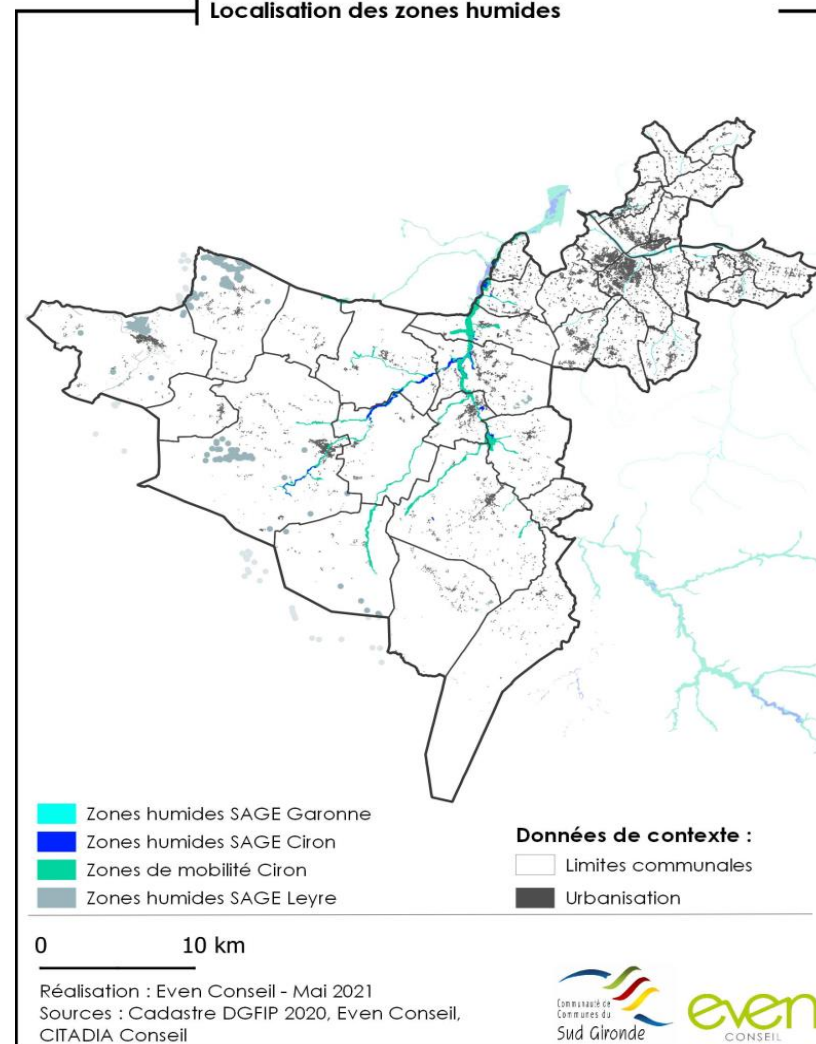 Localisation des zones humides
Zones humides SAGE Garonne
Zones humides SAGE Ciron
Zones de mobilité Ciron
Zones humides SAGE Leyre
Données de contexte :
Limites communales
Urbanisation
0 10 km
Réalisation : Even Conseil - Mai 2021
Sources : Cadastre DGFIP 2020, Even Conseil,
CITADIA Conseil
Communauté de
Communes du
Sud Gironde
even
CONSEIL